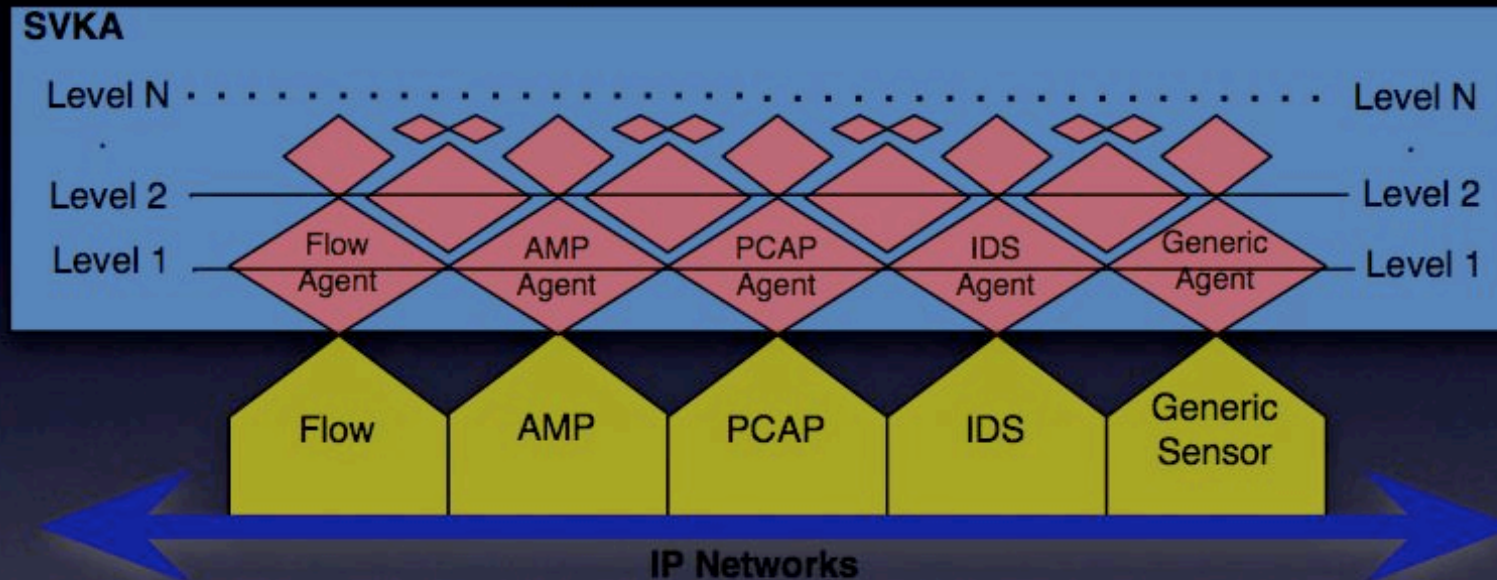 SVKA
Level N
Level N
Level 2
Level 2
Level 1
Level 1
Flow
Agent
AMP
Agent
PCAP
Agent
IDS
Agent
Generic
Agent
Flow
AMP
PCAP
IDS
Generic
Sensor
IP Networks